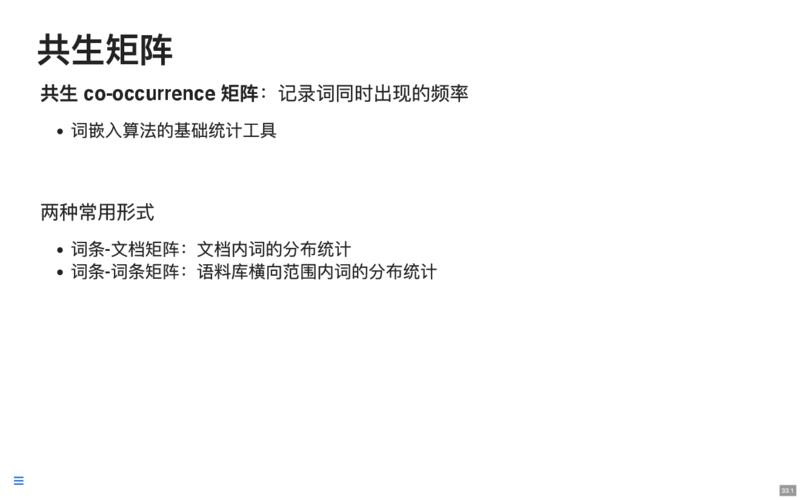 共生矩阵
共生 co-occurrence 矩阵：记录词同时出现的频率
词嵌入算法的基础统计工具
两种常用形式
词条-文档矩阵：文档内词的分布统计
词条-词条矩阵：语料库横向范围内词的分布统计
33.1